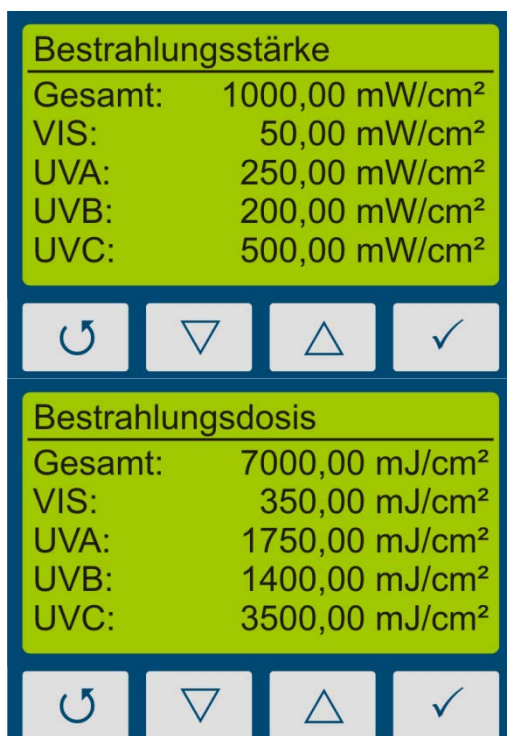 Bestrahlungsstärke
Gesamt: 1000,00 mW/cm²
VIS: 50,00 mW/cm²
UVA: 250,00 mW/cm²
UVB: 200,00 mW/cm²
UVC: 500,00 mW/cm²
Bestrahlungsdosis
Gesamt: 7000,00 mJ/cm²
VIS: 350,00 mJ/cm²
UVA: 1750,00 mJ/cm²
UVB: 1400,00 mJ/cm²
UVC: 3500,00 mJ/cm²